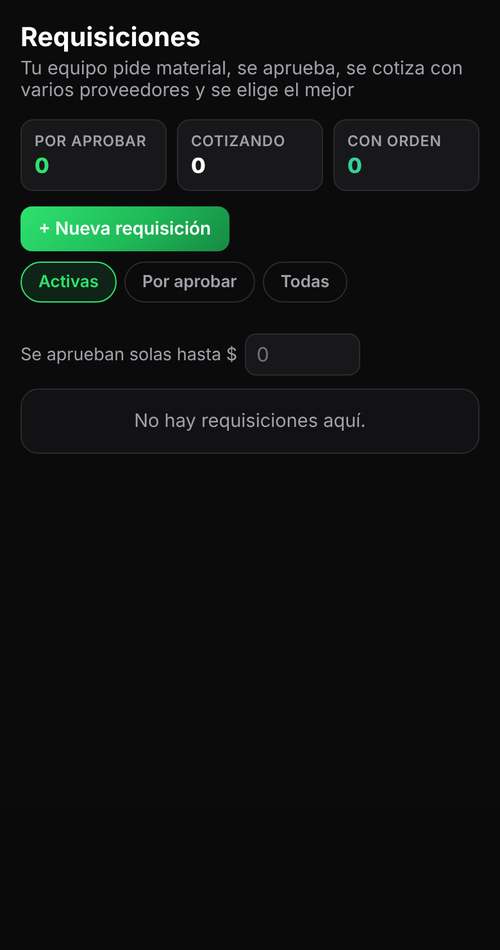 Requisiciones
Tu equipo pide material, se aprueba, se cotiza con
varios proveedores y se elige el mejor
POR APROBAR
0
COTIZANDO
0
CON ORDEN
0
+ Nueva requisición
Activas
Por aprobar
Todas
Se aprueban solas hasta $ 0
No hay requisiciones aquí.